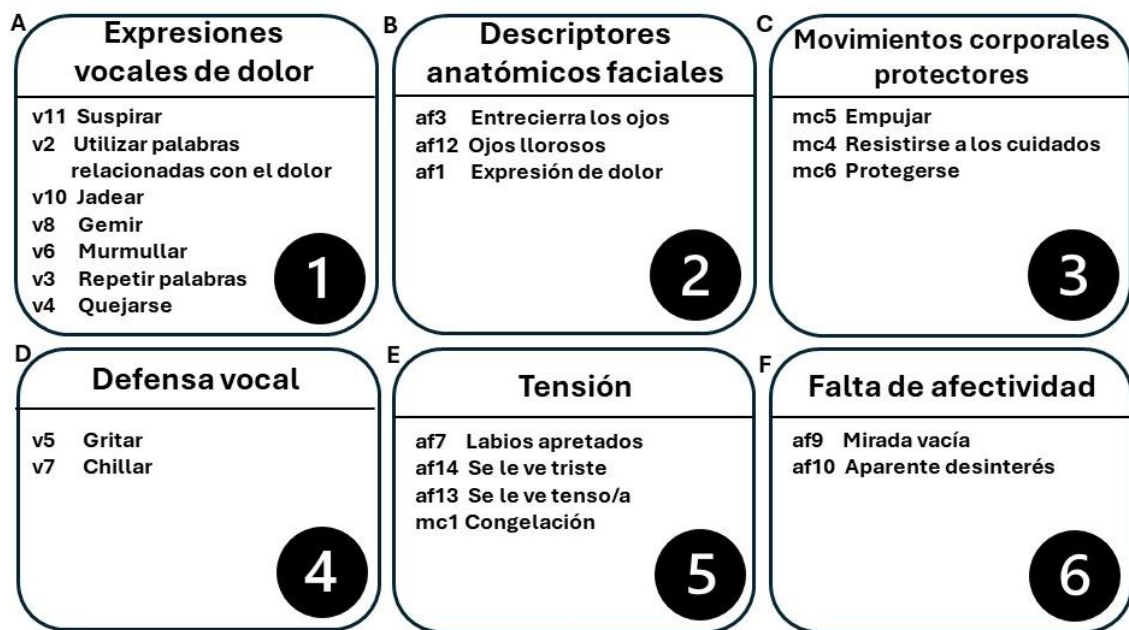 A
Expresiones
vocales de dolor
v11 Suspirar
v2 Utilizar palabras
relacionadas con el dolor
v10 Jadear
v8 Gemir
v6 Murmullar
v3 Repetir palabras
v4 Quejarse
1
B
Descriptores
anatómicos faciales
af3 Entrecierra los ojos
af12 Ojos llorosos
af1 Expresión de dolor
2
C
Movimientos corporales
protectores
mc5 Empujar
mc4 Resistirse a los cuidados
mc6 Protegerse
3
D
Defensa vocal
v5 Gritar
v7 Chillar
4
E
Tensión
af7 Labios apretados
af14 Se le ve triste
af13 Se le ve tenso/a
mc1 Congelación
5
F
Falta de afectividad
af9 Mirada vacía
af10 Aparente desinterés
6